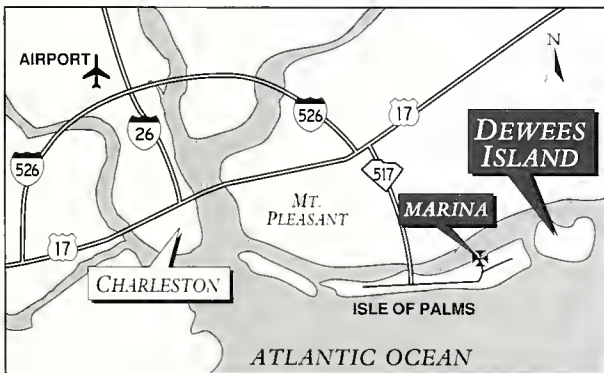 AIRPORT
N
526
17
26
526
DEWEES
ISLAND
517
MT.
PLEASANT
MARINA
17
CHARLESTON
ISLE OF PALMS
ATLANTIC OCEAN